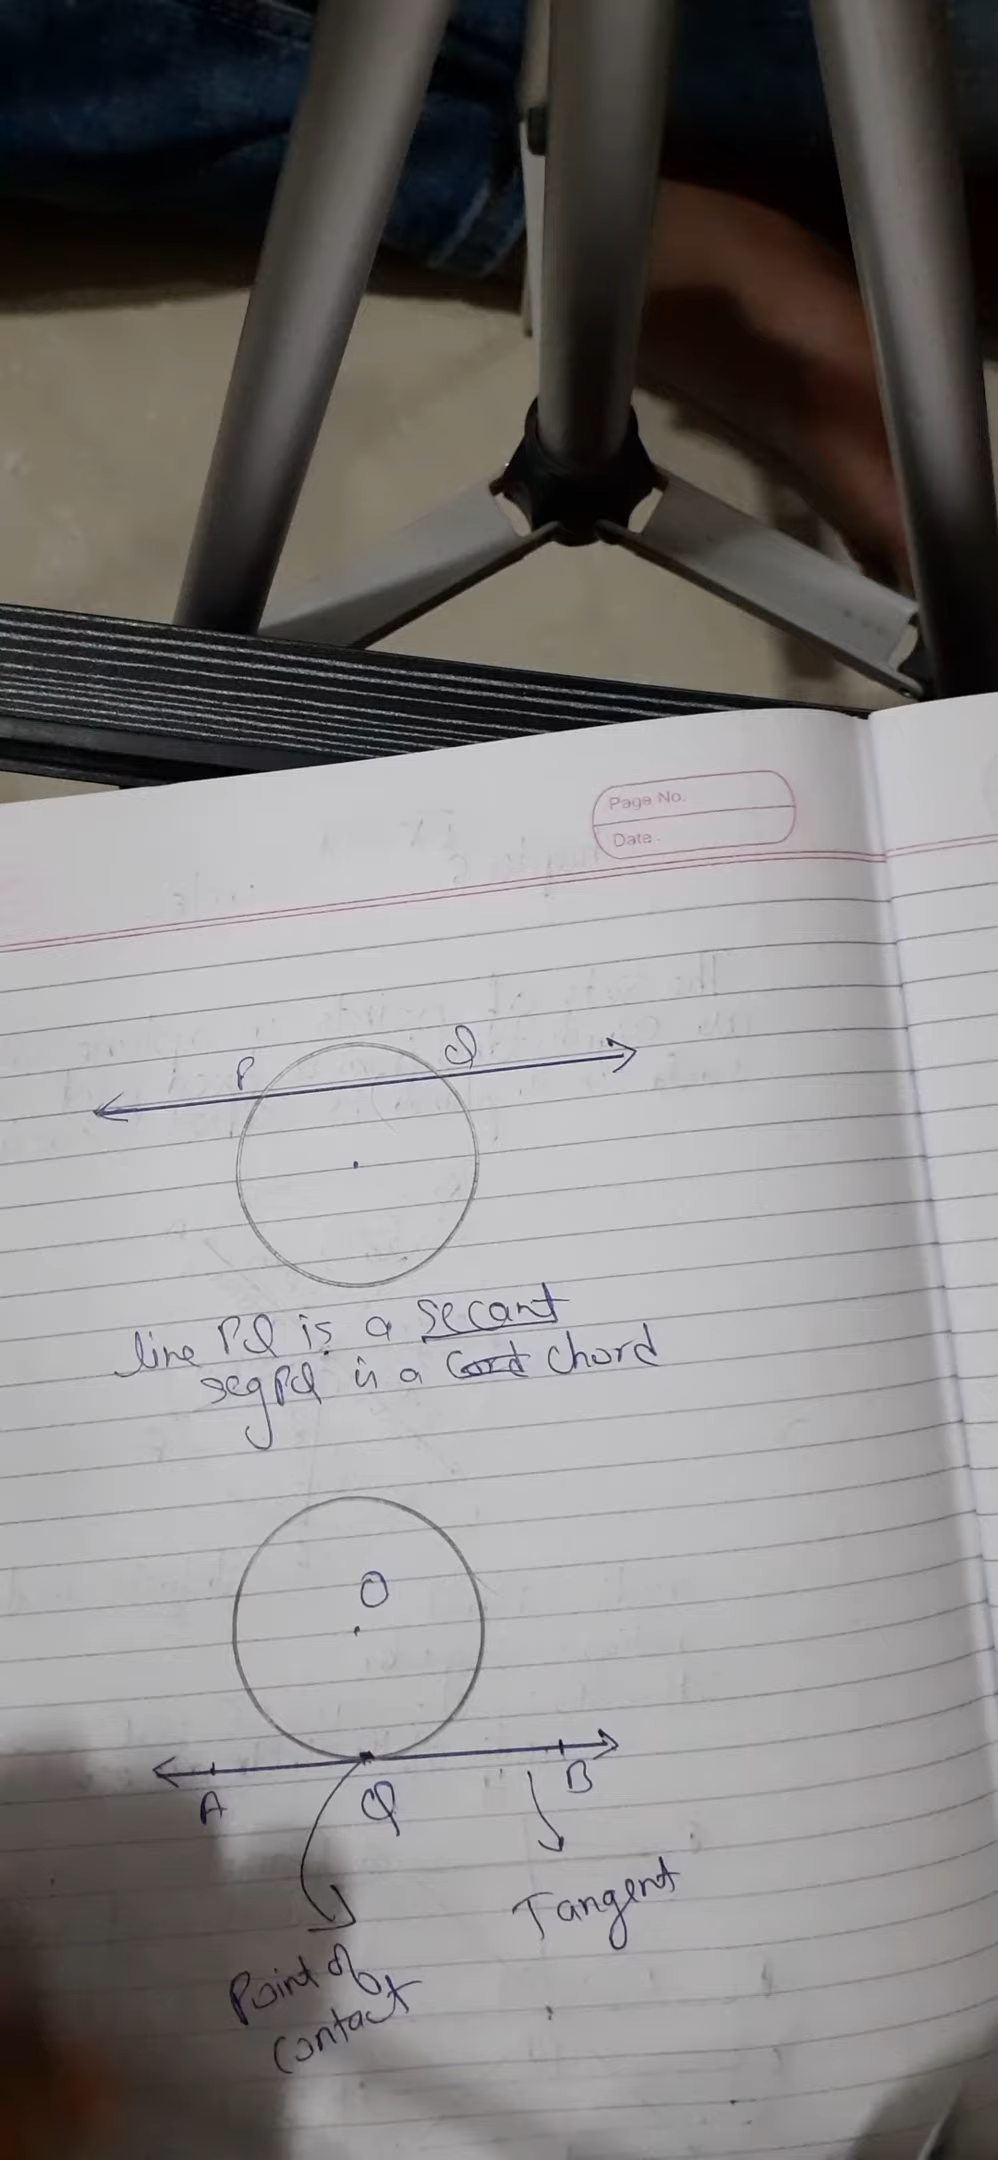 Page No.
Date
P Q
line PQ is a secant
seg PQ is a Cord chord
O
A Q B
Tangent
Point of
contact